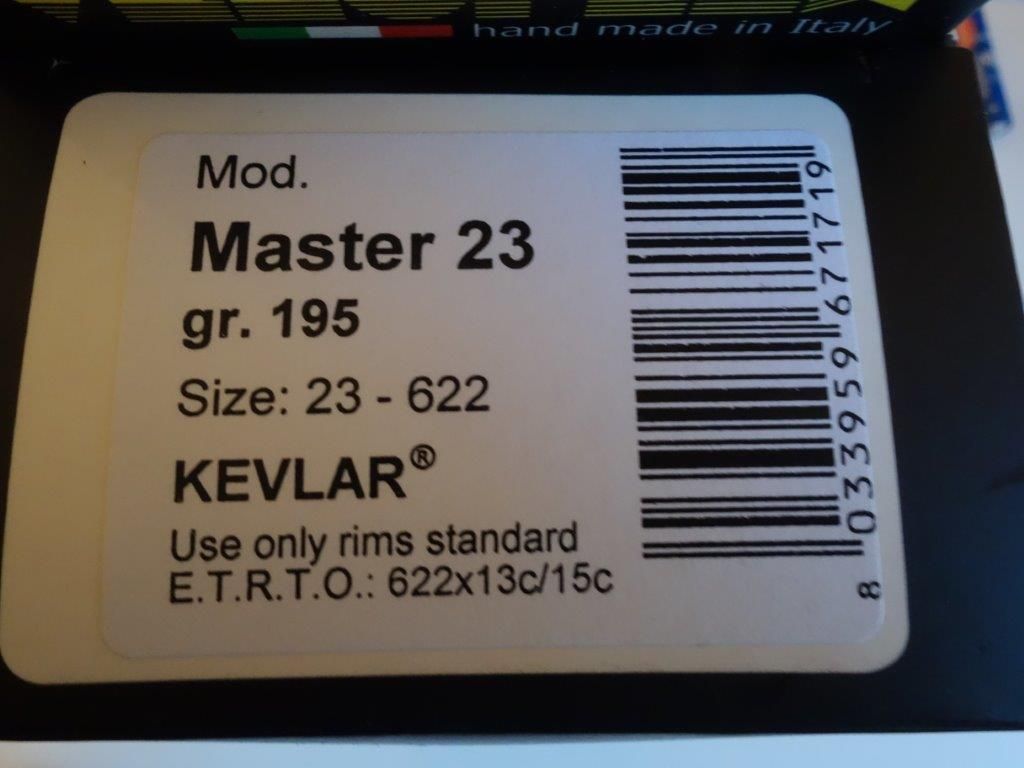 hand made in Italy
Mod.
Master 23
gr. 195
Size: 23 - 622
KEVLAR®
Use only rims standard
E.T.R.T.O.: 622x13c/15c
8 033959 671719